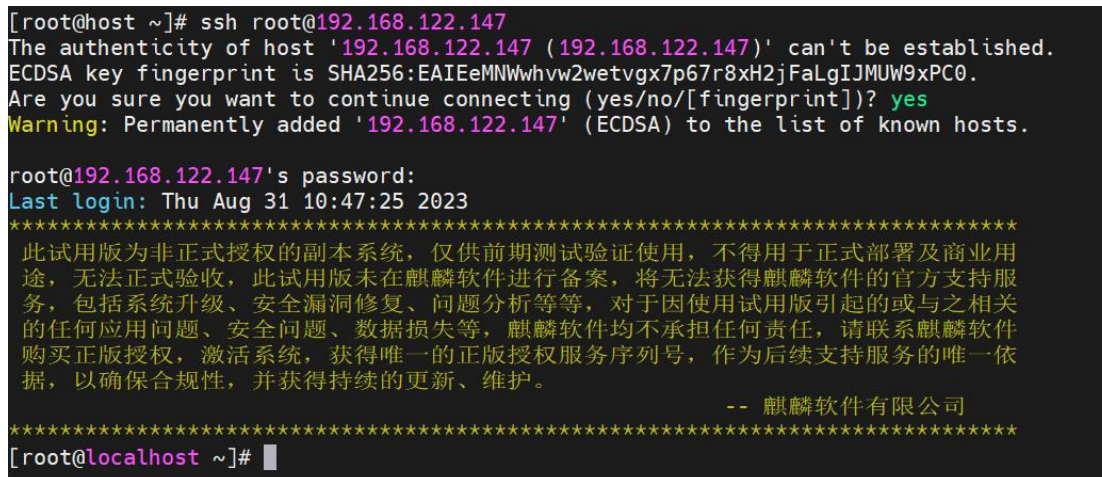 [root@host ~]# ssh root@192.168.122.147
The authenticity of host '192.168.122.147 (192.168.122.147)' can't be established.
ECDSA key fingerprint is SHA256:EAIEeMNWwhvw2wetvgx7p67r8xH2jFaLgIJMUW9xPC0.
Are you sure you want to continue connecting (yes/no/[fingerprint])? yes
Warning: Permanently added '192.168.122.147' (ECDSA) to the list of known hosts.
root@192.168.122.147's password:
Last login: Thu Aug 31 10:47:25 2023
*******************************************************************************
此试用版为非正式授权的副本系统，仅供前期测试验证使用，不得用于正式部署及商业用
途，无法正式验收，此试用版未在麒麟软件进行备案，将无法获得麒麟软件的官方支持服
务，包括系统升级、安全漏洞修复、问题分析等等，对于因使用试用版引起的或与之相关
的任何应用问题、安全问题、数据损失等，麒麟软件均不承担任何责任，请联系麒麟软件
购买正版授权，激活系统，获得唯一的正版授权服务序列号，作为后续支持服务的唯一依
据，以确保合规性，并获得持续的更新、维护。
-- 麒麟软件有限公司
*******************************************************************************
[root@localhost ~]#